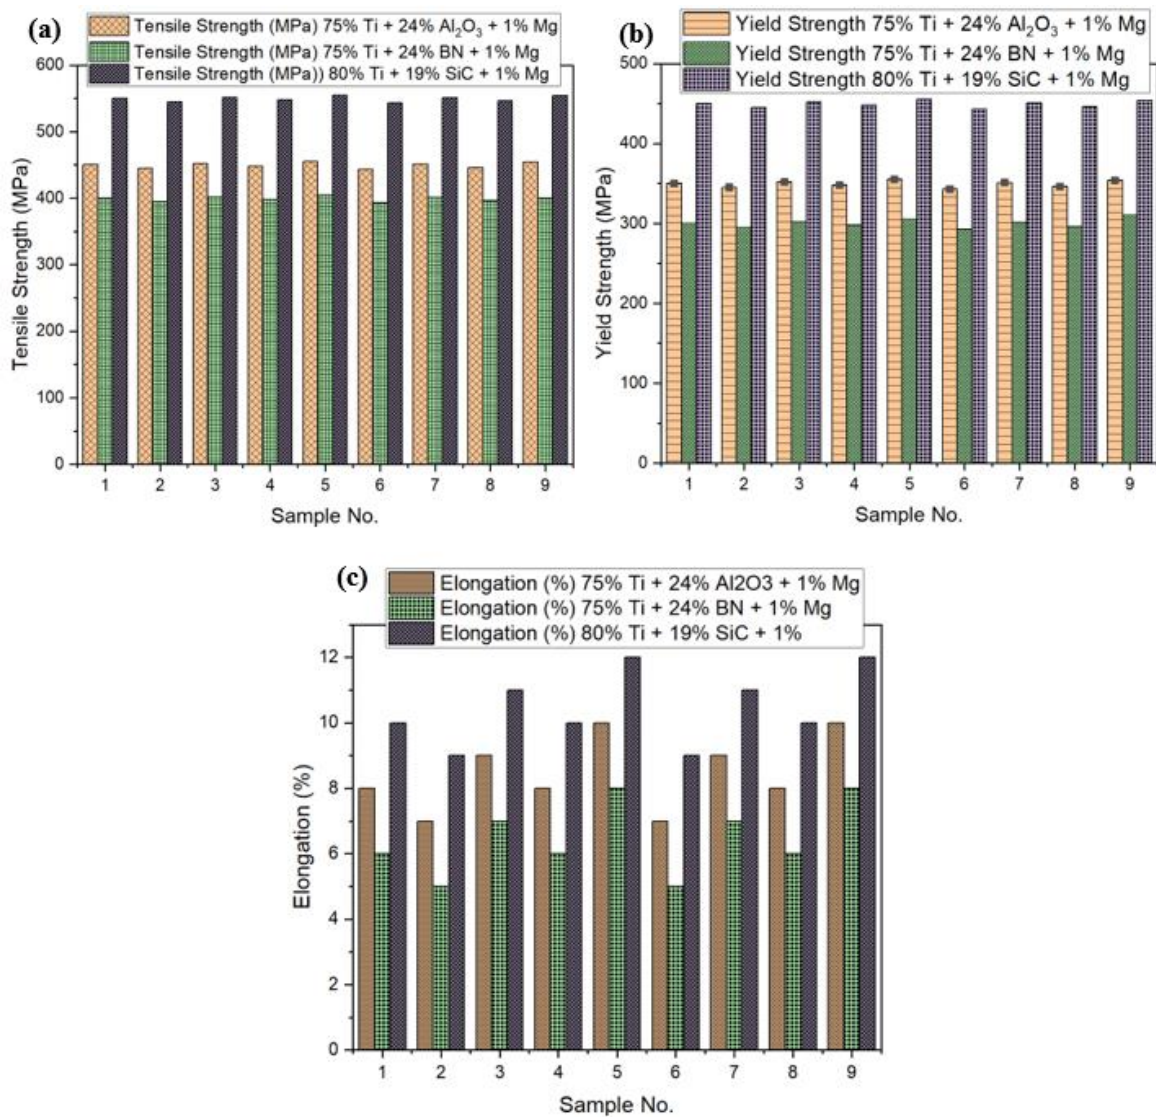 (a)
Tensile Strength (MPa) 75% Ti + 24% Al₂O₃ + 1% Mg
Tensile Strength (MPa) 75% Ti + 24% BN + 1% Mg
Tensile Strength (MPa)) 80% Ti + 19% SiC + 1% Mg
600
500
400
300
200
100
0
Tensile Strength (MPa)
1 2 3 4 5 6 7 8 9
Sample No.
(b)
Yield Strength 75% Ti + 24% Al₂O₃ + 1% Mg
Yield Strength 75% Ti + 24% BN + 1% Mg
Yield Strength 80% Ti + 19% SiC + 1% Mg
500
400
300
200
100
0
Yield Strength (MPa)
1 2 3 4 5 6 7 8 9
Sample No.
(c)
Elongation (%) 75% Ti + 24% Al2O3 + 1% Mg
Elongation (%) 75% Ti + 24% BN + 1% Mg
Elongation (%) 80% Ti + 19% SiC + 1%
12
10
8
6
4
2
0
Elongation (%)
1 2 3 4 5 6 7 8 9
Sample No.